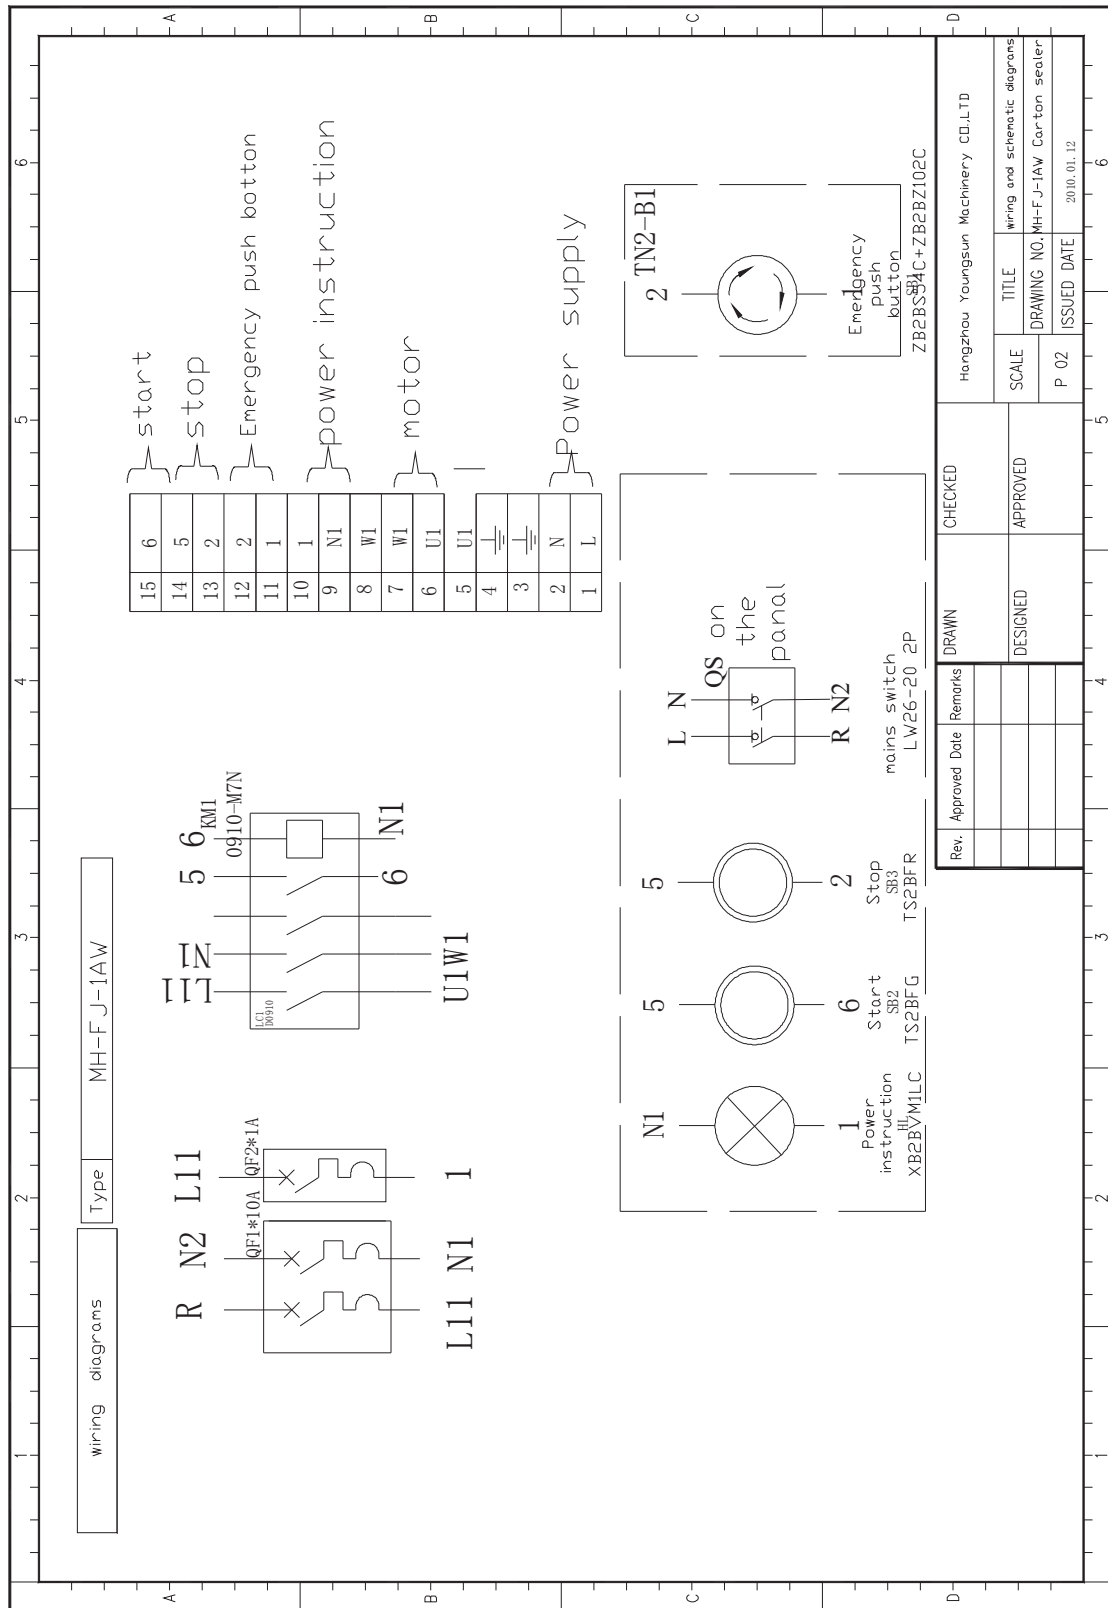 wiring diagrams
Type
MH-FJ-1AW
R
N2
L11
QF1*10A
QF2*1A
L11
N1
1
L11
N1
5
6
KM1
0910-M7N
LC1
D0910
U1W1
6
N1
15 6
14 5
13 2
12 2
11 1
10 1
9 N1
8 W1
7 W1
6 U1
5 U1
4
3
2 N
1 L
start
stop
Emergency push botton
power instruction
motor
Power supply
N1
1
Power
instruction
HL
XB2BVM1LC
5
6
Start
SB2
TS2BFG
5
2
Stop
SB3
TS2BFR
L N
QS on
the
panal
R N2
mains switch
LW26-20 2P
2 TN2-B1
1
Emergency
push
button
SB1
ZB2BS54C+ZB2BZ102C
Rev. Approved Date Remarks
DRAWN
CHECKED
DESIGNED
APPROVED
Hangzhou Youngsun Machinery CO.,LTD
SCALE
TITLE
wiring and schematic diagrams
DRAWING NO.
MH-FJ-1AW Carton sealer
P 02
ISSUED DATE
2010.01.12
1 2 3 4 5 6
1 2 3 4 5 6
A B C D
A B C D